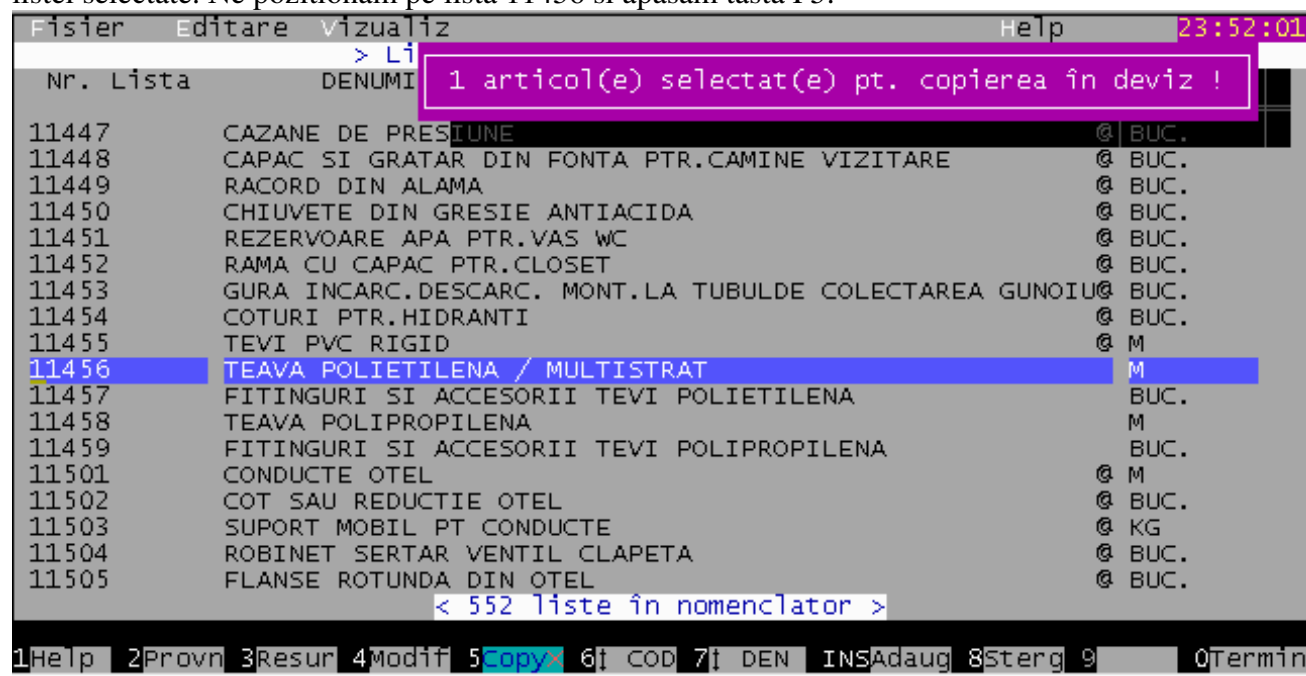 listei selectate. Ne pozitionam pe lista 11456 si apasam tasta F5.
Fisier Editare Vizualiz Help 23:52:01
> Li
Nr. Lista DENUMI
1 articol(e) selectat(e) pt. copierea în deviz !
11447 CAZANE DE PRESIUNE @ BUC.
11448 CAPAC SI GRATAR DIN FONTA PTR.CAMINE VIZITARE @ BUC.
11449 RACORD DIN ALAMA @ BUC.
11450 CHIUVETE DIN GRESIE ANTIACIDA @ BUC.
11451 REZERVOARE APA PTR.VAS WC @ BUC.
11452 RAMA CU CAPAC PTR.CLOSET @ BUC.
11453 GURA INCARC.DESCARC. MONT.LA TUBULDE COLECTAREA GUNOIU@ BUC.
11454 COTURI PTR.HIDRANTI @ BUC.
11455 TEVI PVC RIGID @ M
11456 TEAVA POLIETILENA / MULTISTRAT M
11457 FITINGURI SI ACCESORII TEVI POLIETILENA BUC.
11458 TEAVA POLIPROPILENA M
11459 FITINGURI SI ACCESORII TEVI POLIPROPILENA BUC.
11501 CONDUCTE OTEL @ M
11502 COT SAU REDUCTIE OTEL @ BUC.
11503 SUPORT MOBIL PT CONDUCTE @ KG
11504 ROBINET SERTAR VENTIL CLAPETA @ BUC.
11505 FLANSE ROTUNDA DIN OTEL @ BUC.
< 552 liste în nomenclator >
1Help 2Provn 3Resur 4Modif 5Copy× 6↕ COD 7↕ DEN INSAdaug 8Sterg 9 0Termin